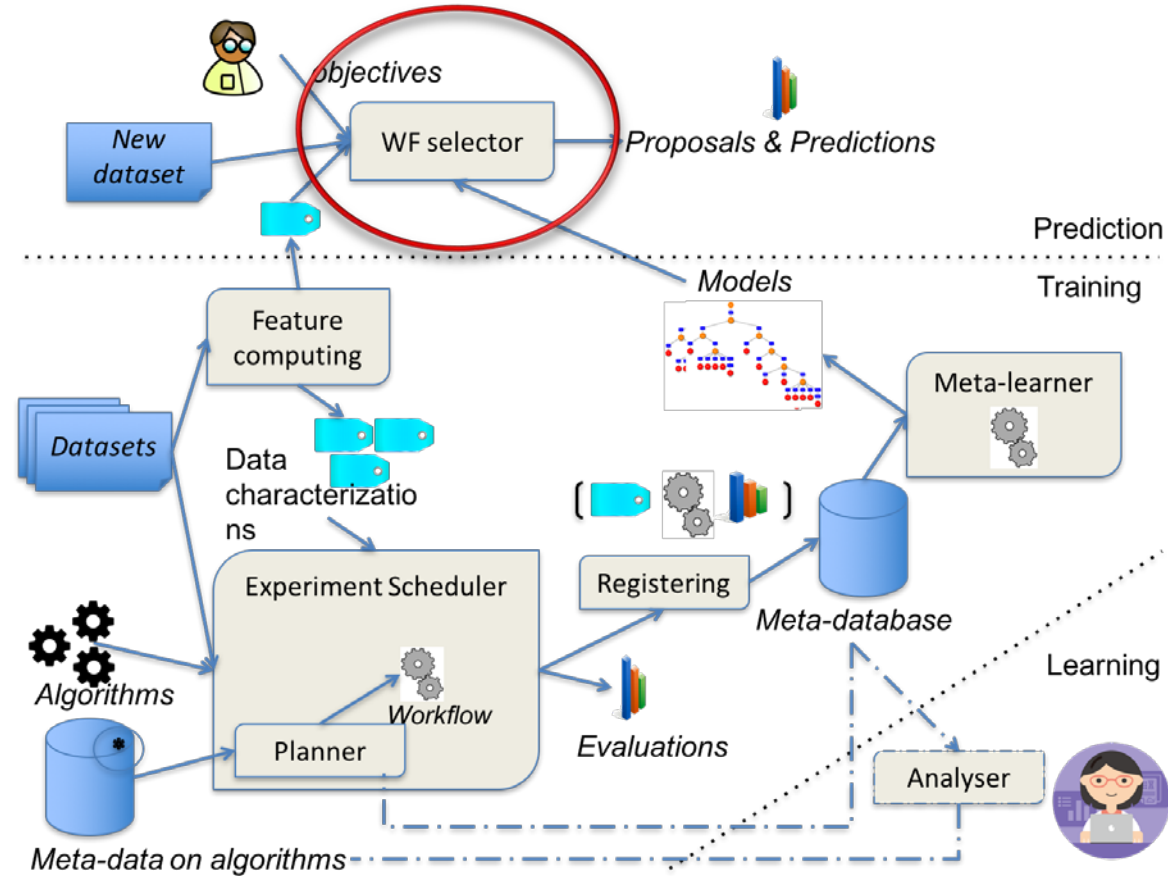 objectives
New
dataset
WF selector
Proposals & Predictions
Prediction
Models
Training
Feature
computing
Meta-learner
Datasets
Data
characterizatio
ns
Experiment Scheduler
Registering
Meta-database
Algorithms
Workflow
Learning
Planner
Evaluations
Analyser
Meta-data on algorithms